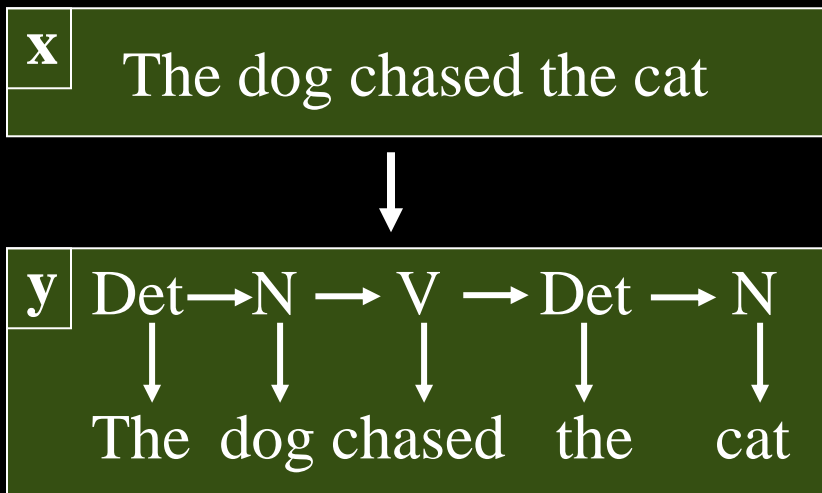 x
The dog chased the cat
y
Det N V Det N
The dog chased the cat